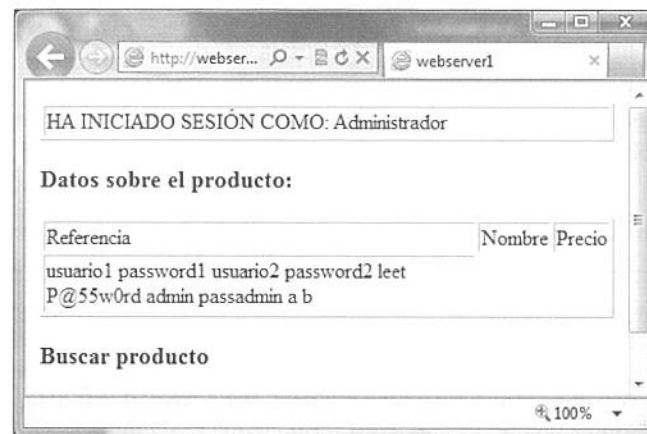 http://webser...
webserver1
HA INICIADO SESIÓN COMO: Administrador
Datos sobre el producto:
Referencia Nombre Precio
usuario1 password1 usuario2 password2 leet
P@55w0rd admin passadmin a b
Buscar producto
100%